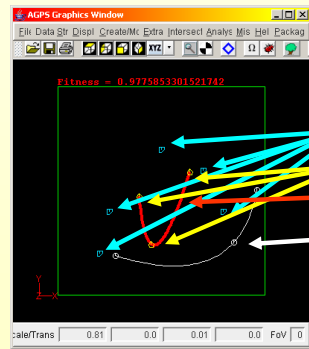 AGPS Graphics Window
File Data Str Displ Create/Mc Extra Intersect Analys Mis Hel Packag
XYZ Ω
Fitness = 0.9775053301521742
Y
Z X
cale/Trans 0.81 0.0 0.01 0.0 FoV 0